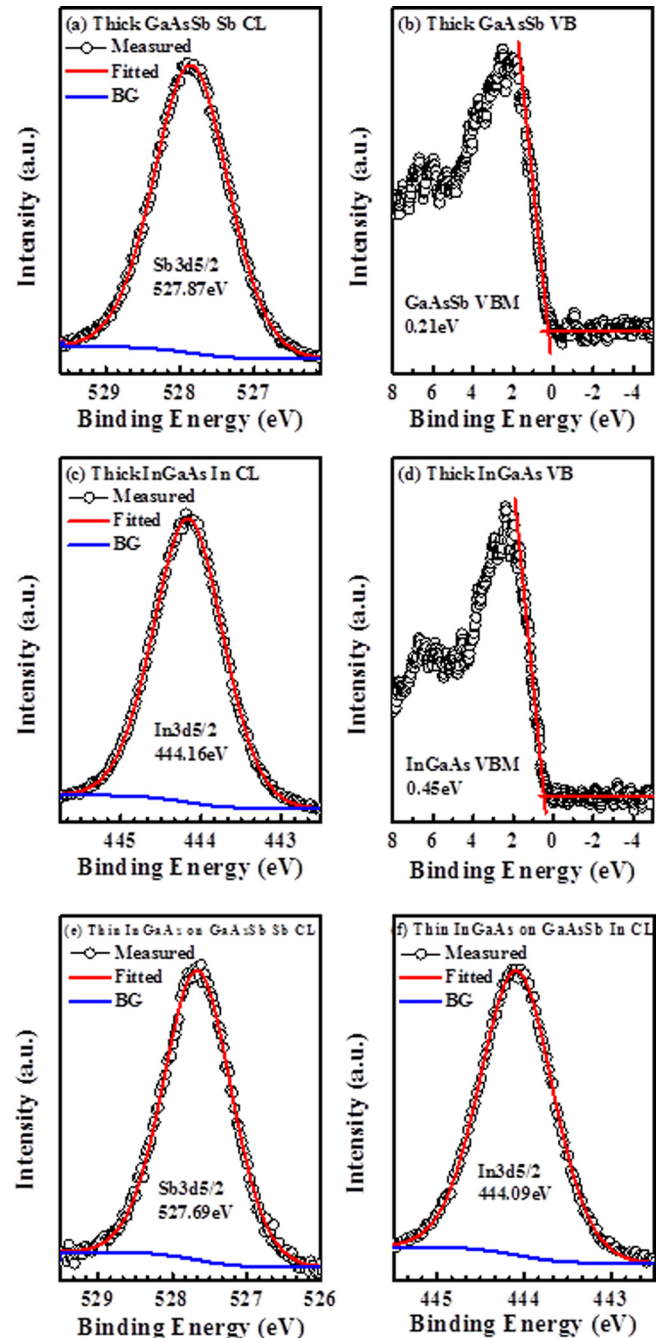 (a) Thick GaAsSb Sb CL
Measured
Fitted
BG
Sb3d5/2
527.87eV
Intensity (a.u.)
529 528 527
Binding Energy (eV)
(b) Thick GaAsSb VB
GaAsSb VBM
0.21eV
Intensity (a.u.)
8 6 4 2 0 -2 -4
Binding Energy (eV)
(c) ThickInGaAs In CL
Measured
Fitted
BG
In3d5/2
444.16eV
Intensity (a.u.)
445 444 443
Binding Energy (eV)
(d) Thick InGaAs VB
InGaAs VBM
0.45eV
Intensity (a.u.)
8 6 4 2 0 -2 -4
Binding Energy (eV)
(e) Thin InGaAs on GaAsSb Sb CL
Measured
Fitted
BG
Sb3d5/2
527.69eV
Intensity (a.u.)
529 528 527 526
Binding Energy (eV)
(f) Thin InGaAs on GaAsSb In CL
Measured
Fitted
BG
In3d5/2
444.09eV
Intensity (a.u.)
445 444 443
Binding Energy (eV)